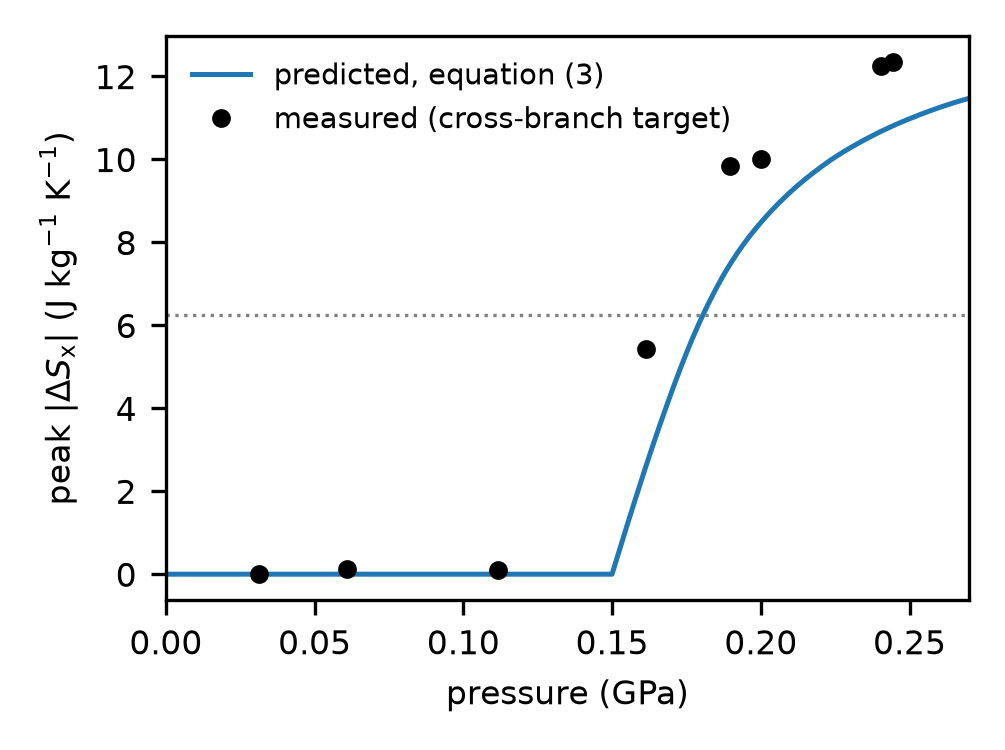 predicted, equation (3)
measured (cross-branch target)
peak |ΔSₓ| (J kg⁻¹ K⁻¹)
12
10
8
6
4
2
0
0.00 0.05 0.10 0.15 0.20 0.25
pressure (GPa)